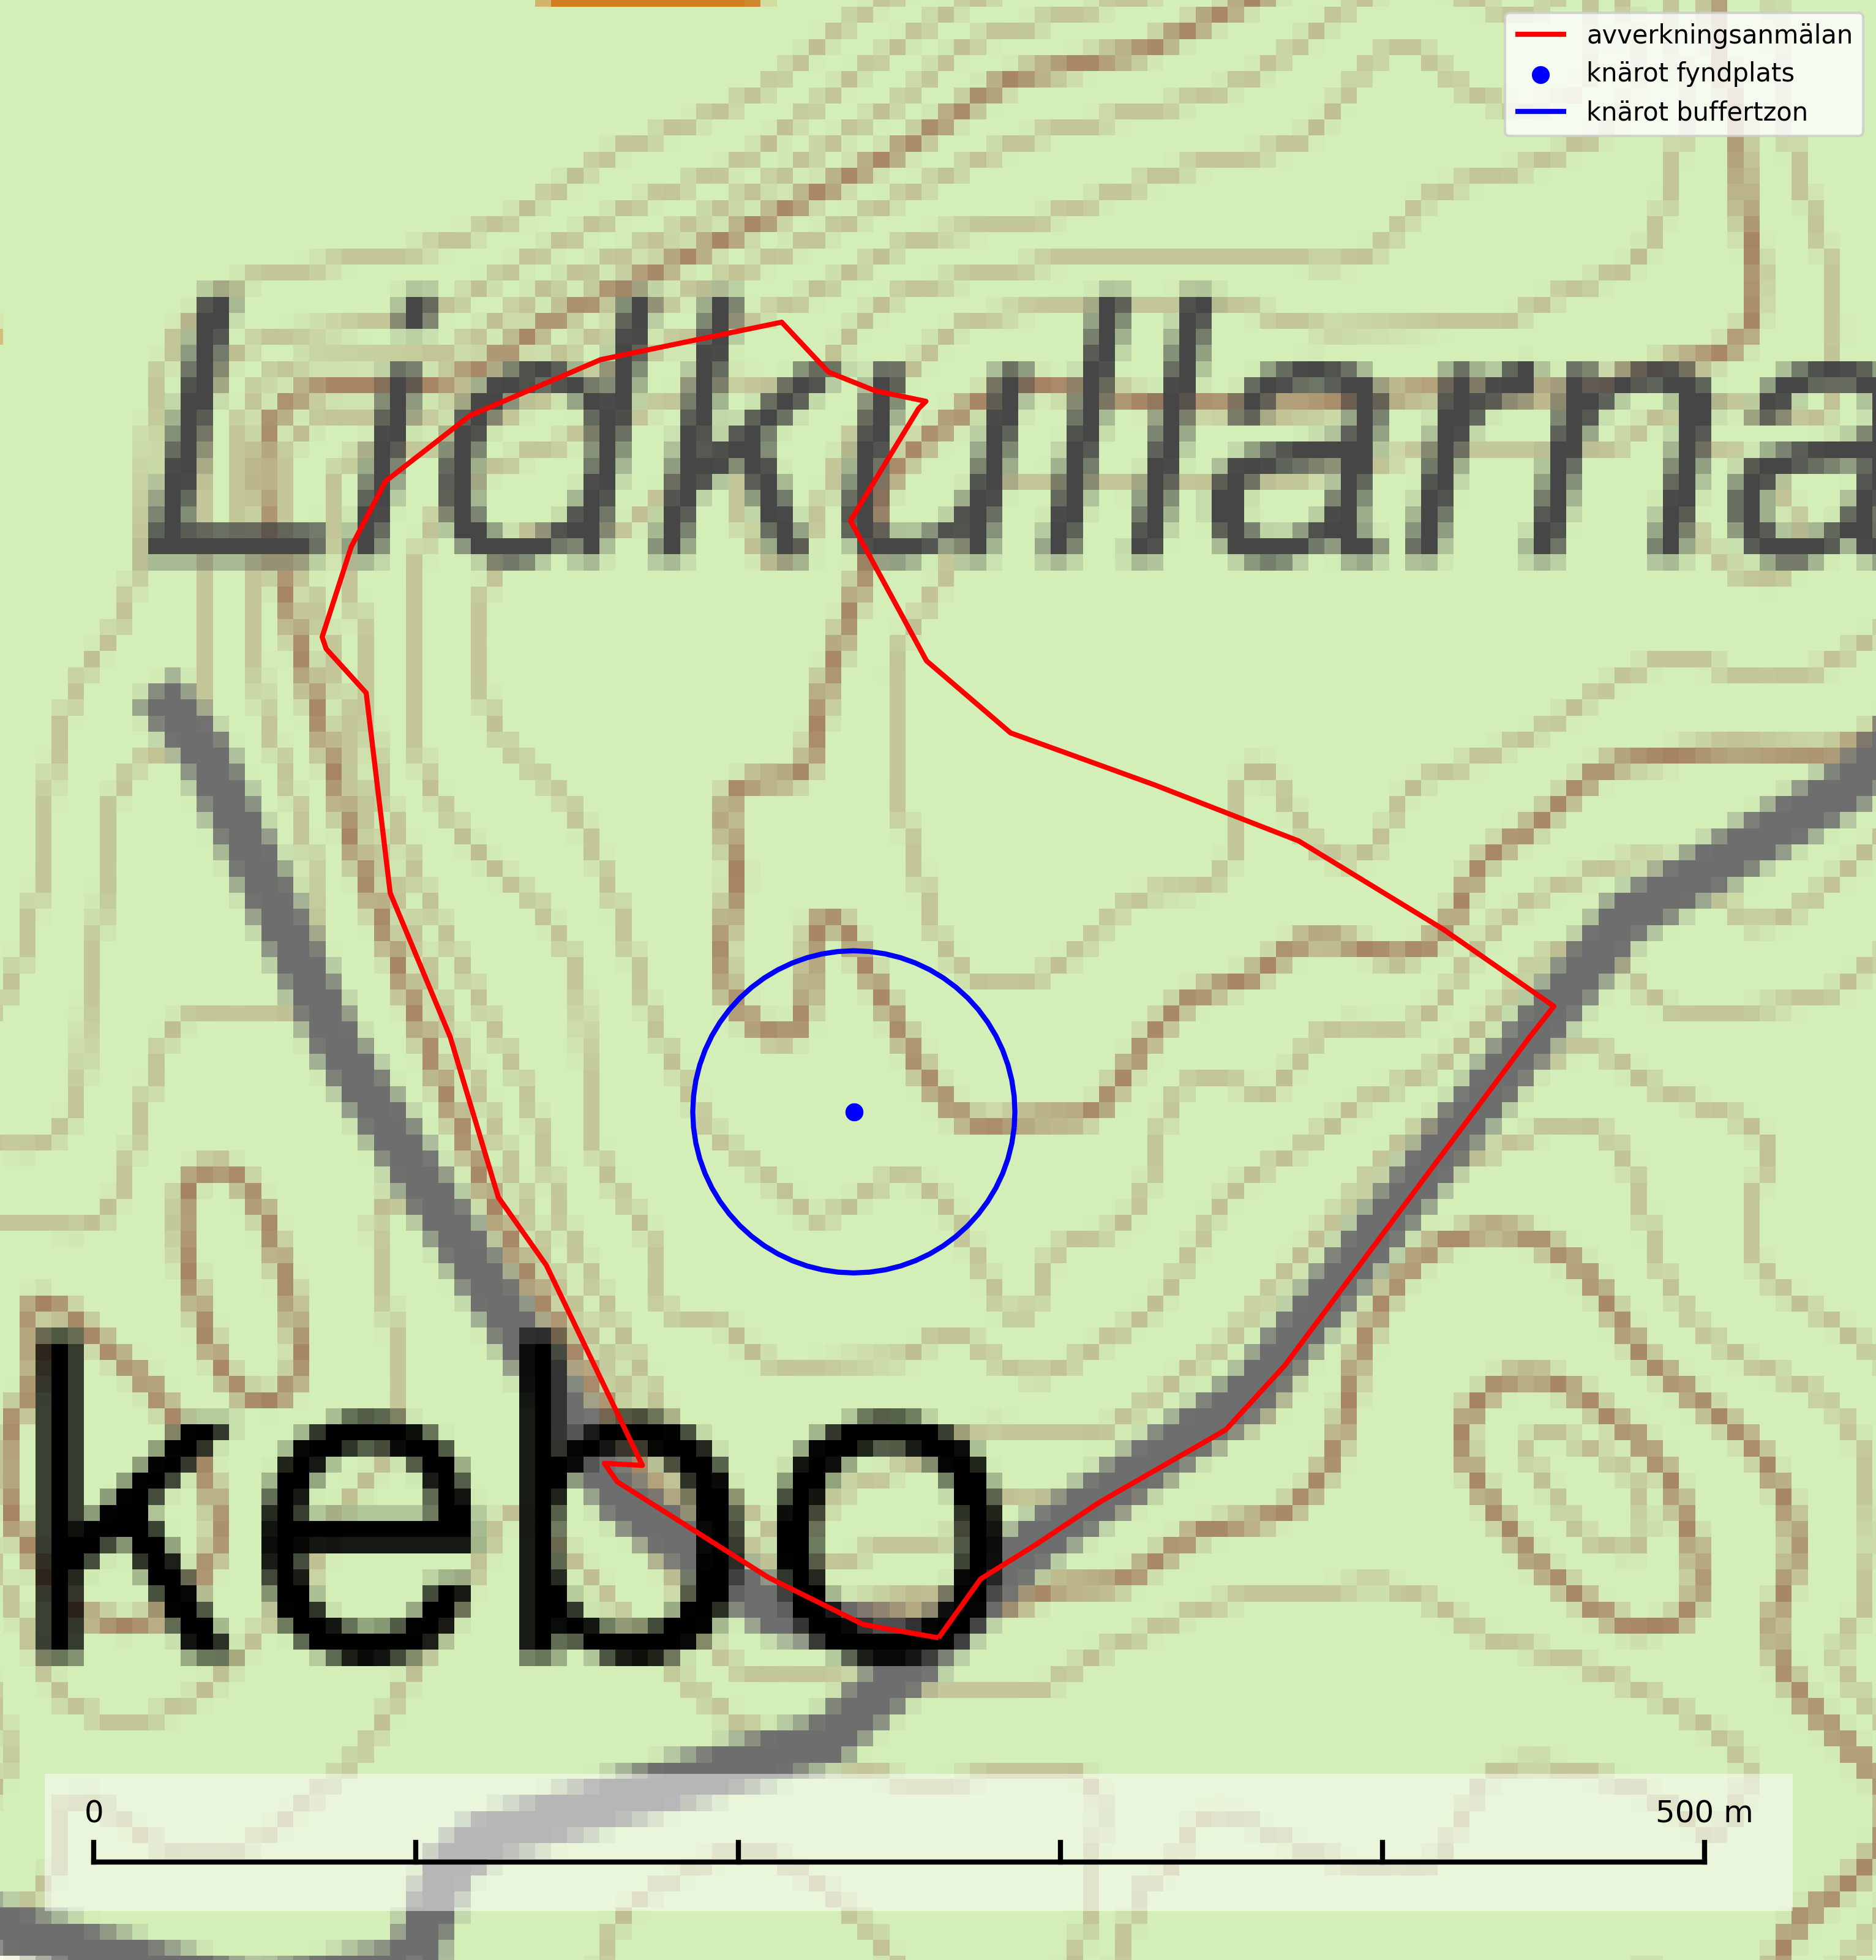 avverkningsanmälan
knärot fyndplats
knärot buffertzon
Lidkullarna
kebo
0 500 m